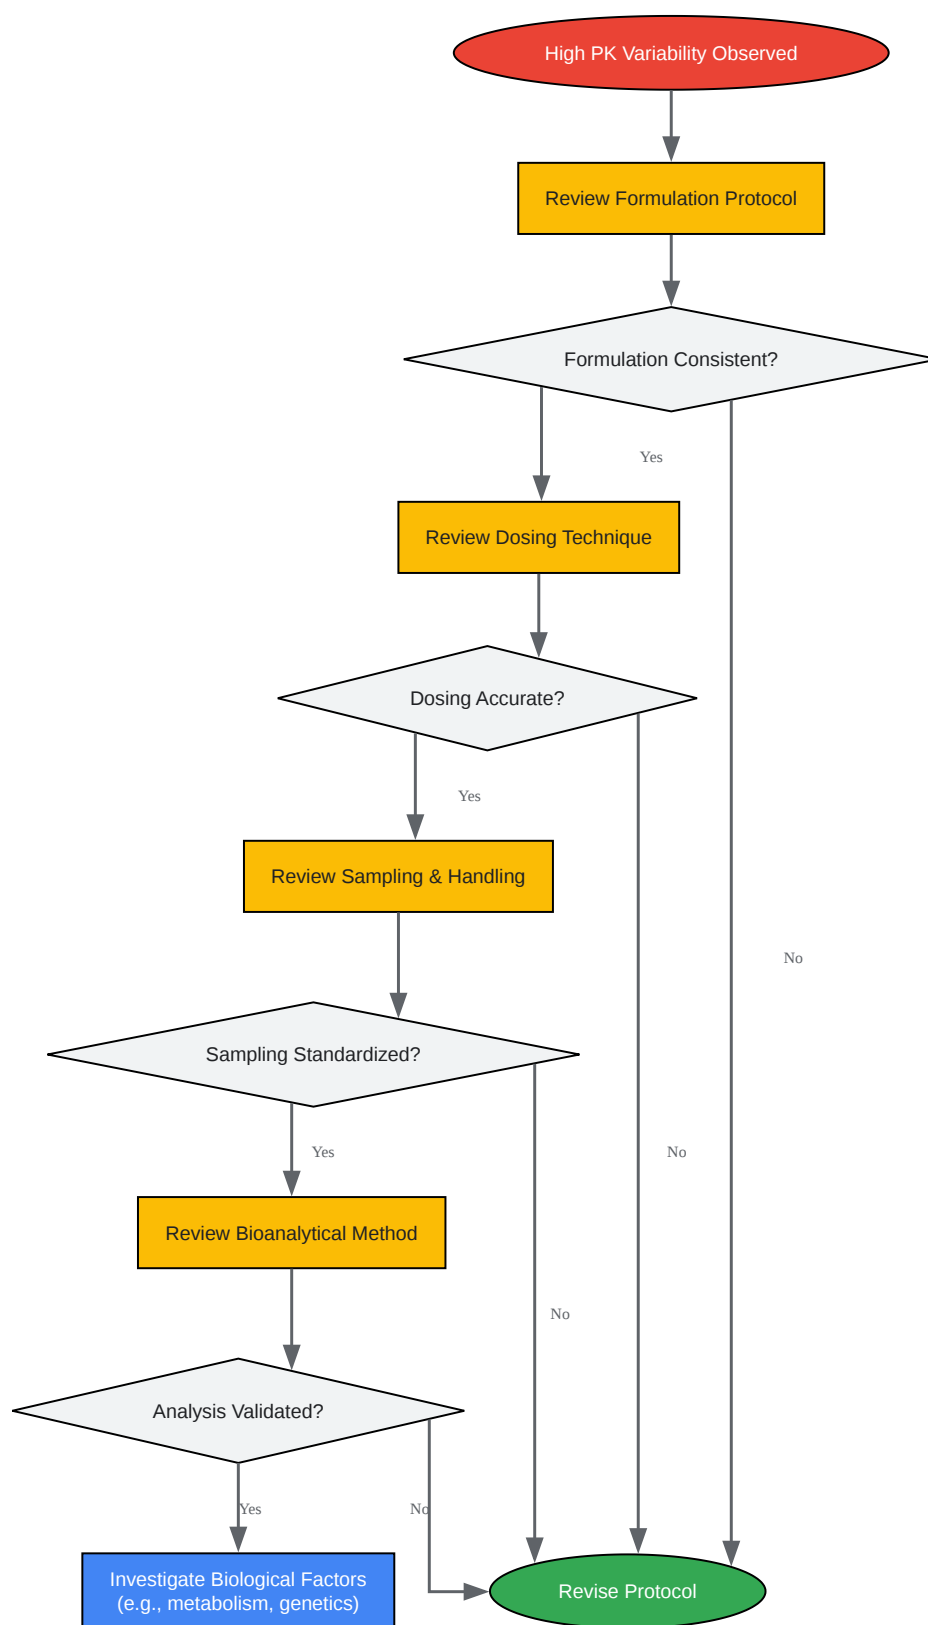 High PK Variability Observed
Review Formulation Protocol
Formulation Consistent?
Yes
Review Dosing Technique
Dosing Accurate?
Yes
Review Sampling & Handling
No
Sampling Standardized?
Yes
No
Review Bioanalytical Method
No
Analysis Validated?
Yes
No
Investigate Biological Factors
(e.g., metabolism, genetics)
Revise Protocol